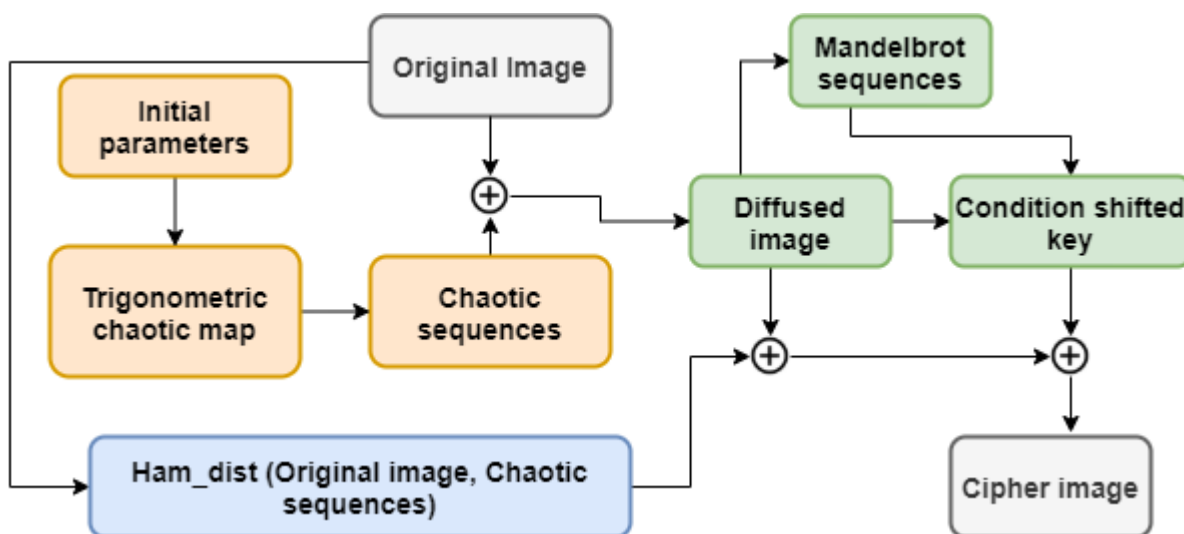 Original Image
Mandelbrot
sequences
Initial
parameters
Diffused
image
Condition shifted
key
Trigonometric
chaotic map
Chaotic
sequences
Ham_dist (Original image, Chaotic
sequences)
Cipher image